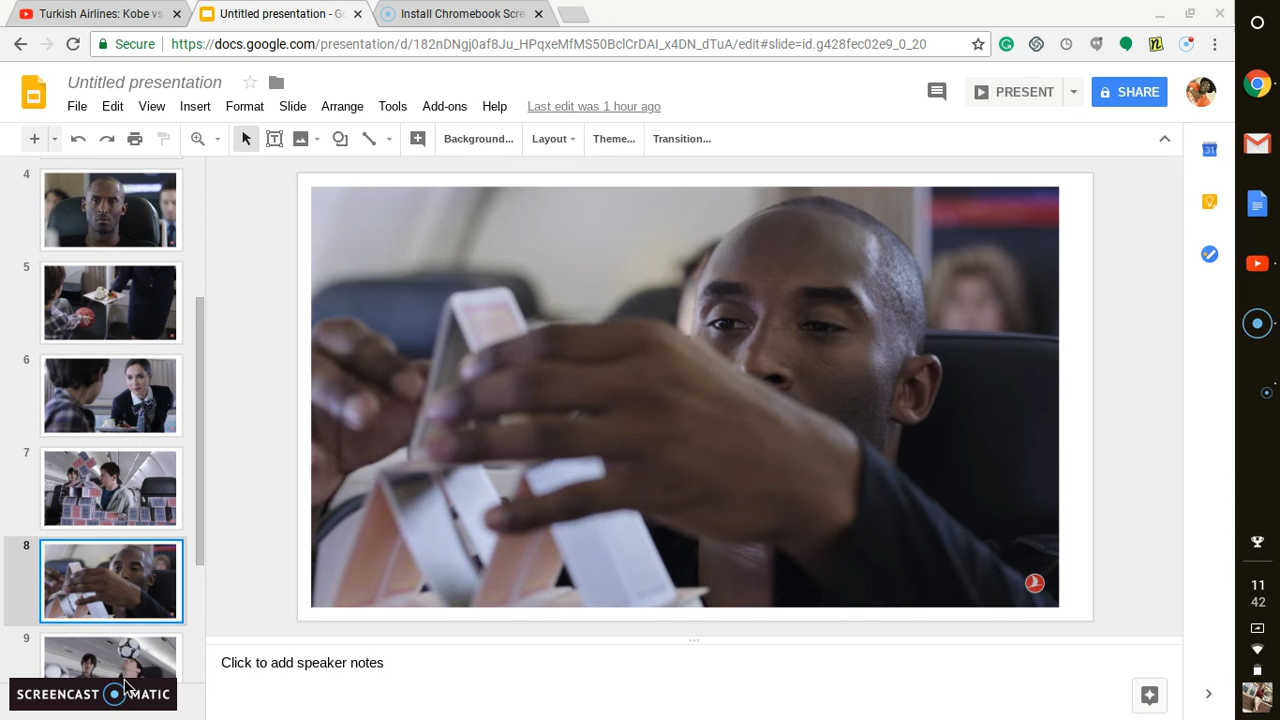 Turkish Airlines: Kobe vs
Untitled presentation - Go
Install Chromebook Scre
Secure
https://docs.google.com/presentation/d/182nDNgj0af8Ju_HPqxeMfMS50BclCrDAI_x4DN_dTuA/edit#slide=id.g428fec02e9_0_20
Untitled presentation
File Edit View Insert Format Slide Arrange Tools Add-ons Help Last edit was 1 hour ago
PRESENT
SHARE
Background... Layout Theme... Transition...
31
4
5
6
7
8
9
Click to add speaker notes
SCREENCAST MATIC
11
42